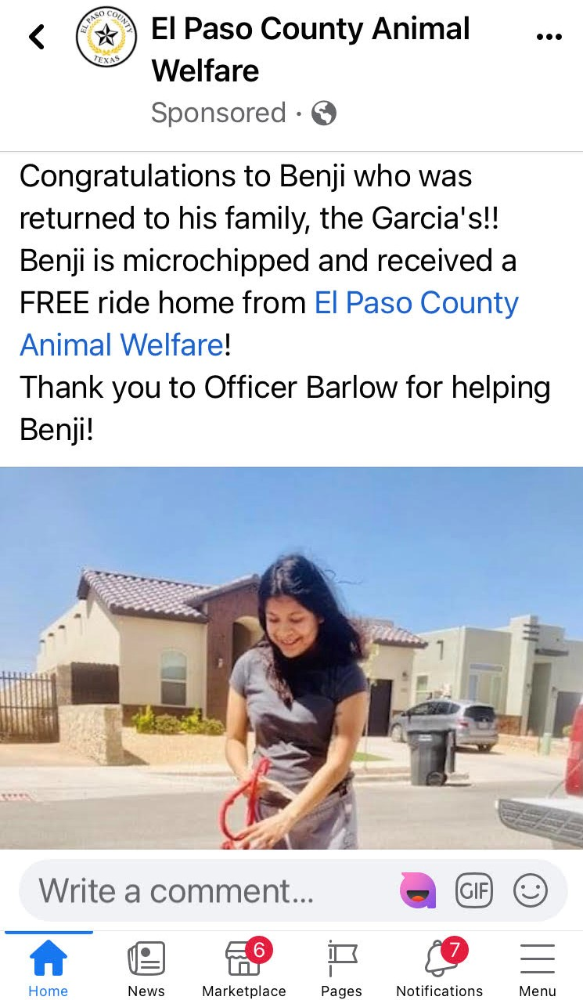 El Paso County Animal
Welfare
Sponsored ·
EL PASO COUNTY
TEXAS
Congratulations to Benji who was
returned to his family, the Garcia's!!
Benji is microchipped and received a
FREE ride home from El Paso County
Animal Welfare!
Thank you to Officer Barlow for helping
Benji!
Write a comment...
GIF
6
7
Home
News
Marketplace
Pages
Notifications
Menu